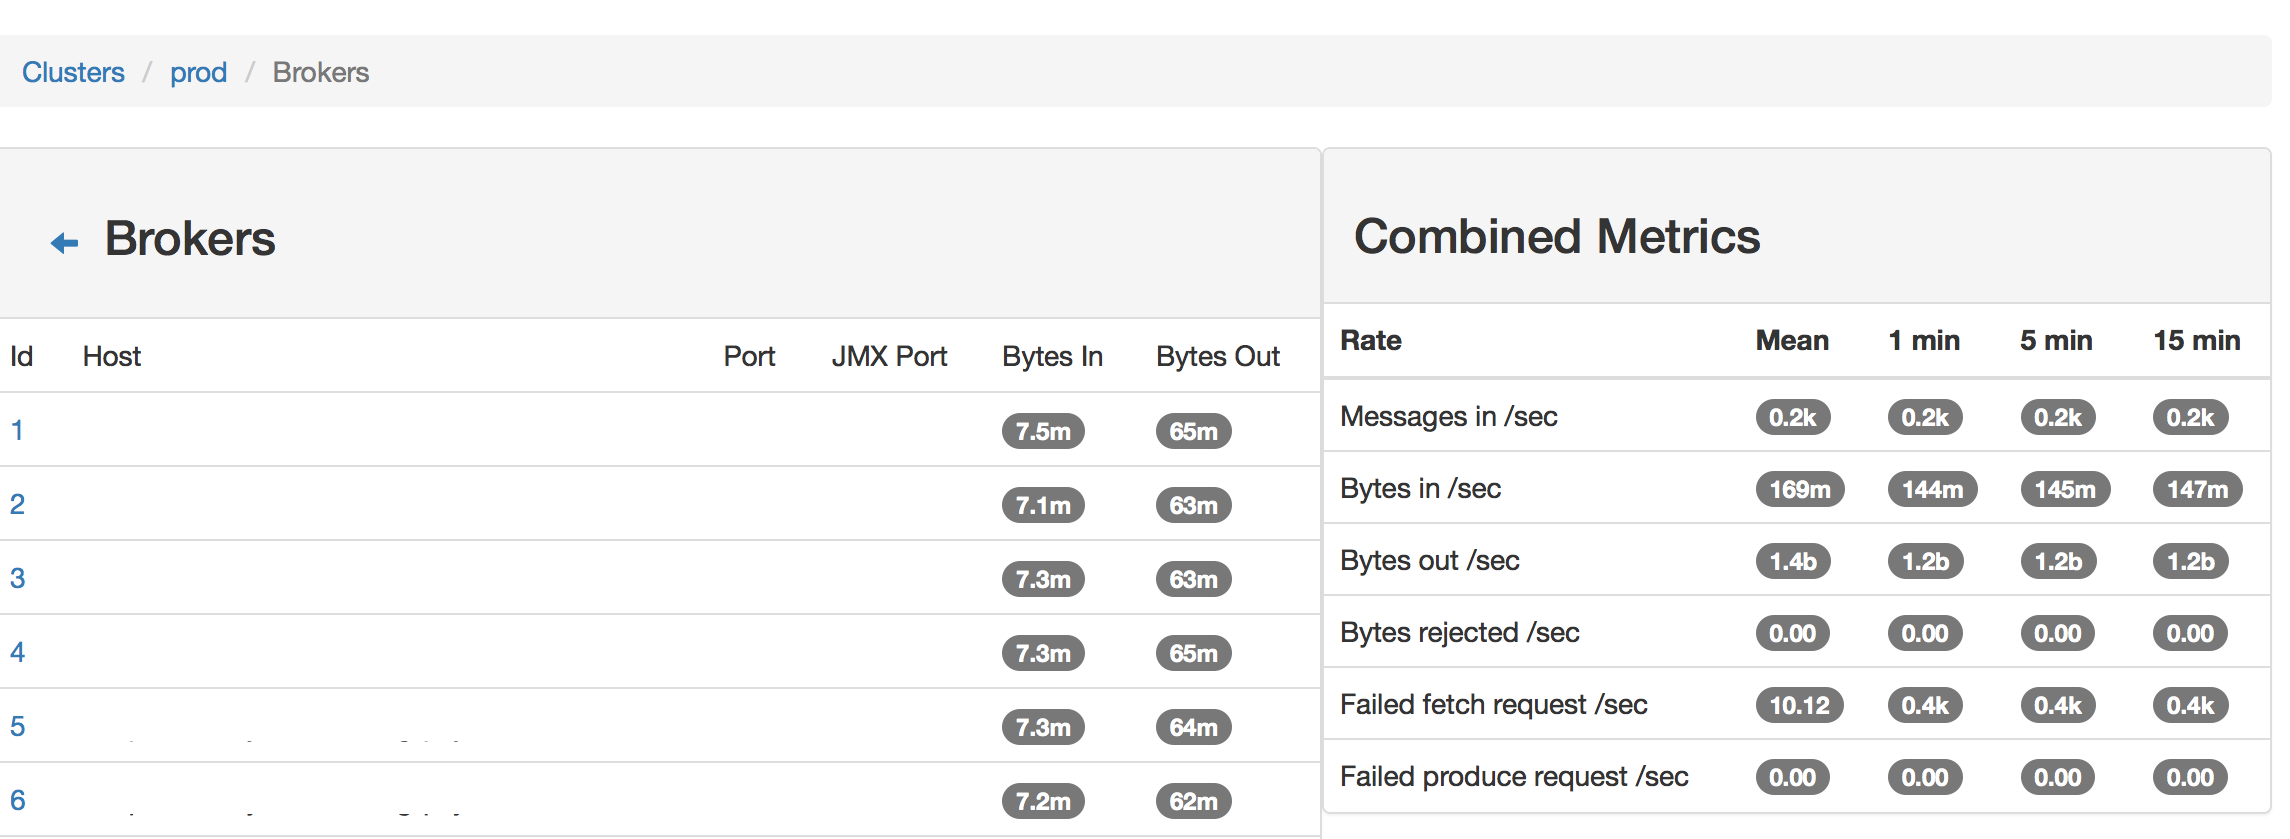 Clusters / prod / Brokers
Brokers
Id Host Port JMX Port Bytes In Bytes Out
1 7.5m 65m
2 7.1m 63m
3 7.3m 63m
4 7.3m 65m
5 7.3m 64m
6 7.2m 62m
Combined Metrics
Rate Mean 1 min 5 min 15 min
Messages in /sec 0.2k 0.2k 0.2k 0.2k
Bytes in /sec 169m 144m 145m 147m
Bytes out /sec 1.4b 1.2b 1.2b 1.2b
Bytes rejected /sec 0.00 0.00 0.00 0.00
Failed fetch request /sec 10.12 0.4k 0.4k 0.4k
Failed produce request /sec 0.00 0.00 0.00 0.00